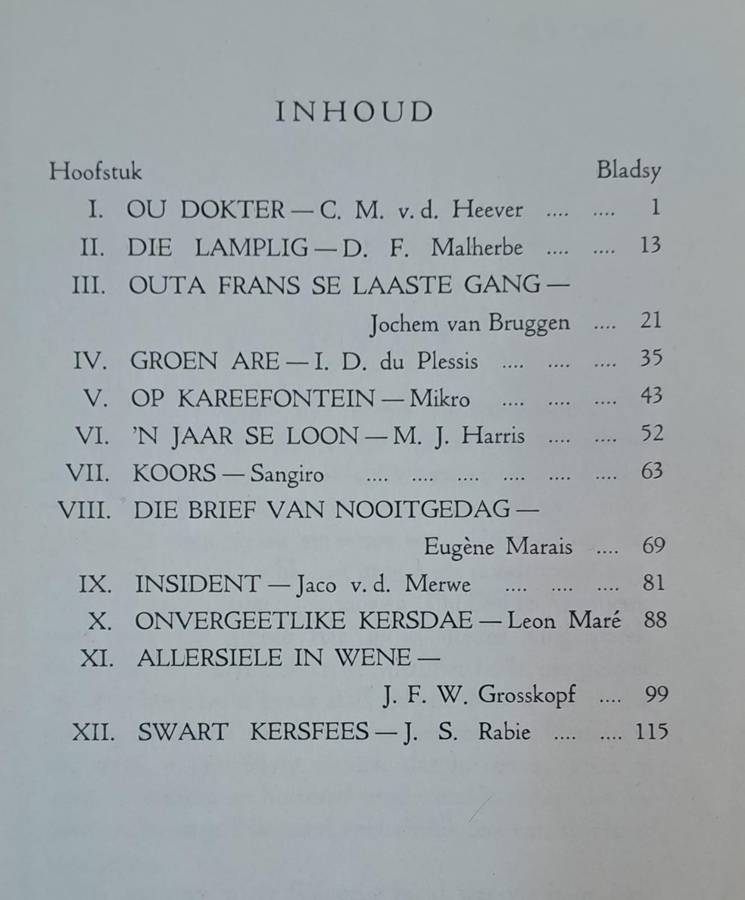 INHOUD
Hoofstuk Bladsy
I. OU DOKTER — C. M. v.d. Heever .... .... 1
II. DIE LAMPLIG — D. F. Malherbe .... .... 13
III. OUTA FRANS SE LAASTE GANG —
Jochem van Bruggen .... 21
IV. GROEN ARE — I. D. du Plessis .... .... .... 35
V. OP KAREEFONTEIN — Mikro .... .... .... 43
VI. 'N JAAR SE LOON — M. J. Harris .... .... 52
VII. KOORS — Sangiro .... .... .... .... .... .... 63
VIII. DIE BRIEF VAN NOOITGEDAG —
Eugène Marais .... 69
IX. INSIDENT — Jaco v.d. Merwe .... .... .... 81
X. ONVERGEETLIKE KERSDAE — Leon Maré 88
XI. ALLERSIELE IN WENE —
J. F. W. Grosskopf .... 99
XII. SWART KERSFEES — J. S. Rabie .... .... 115